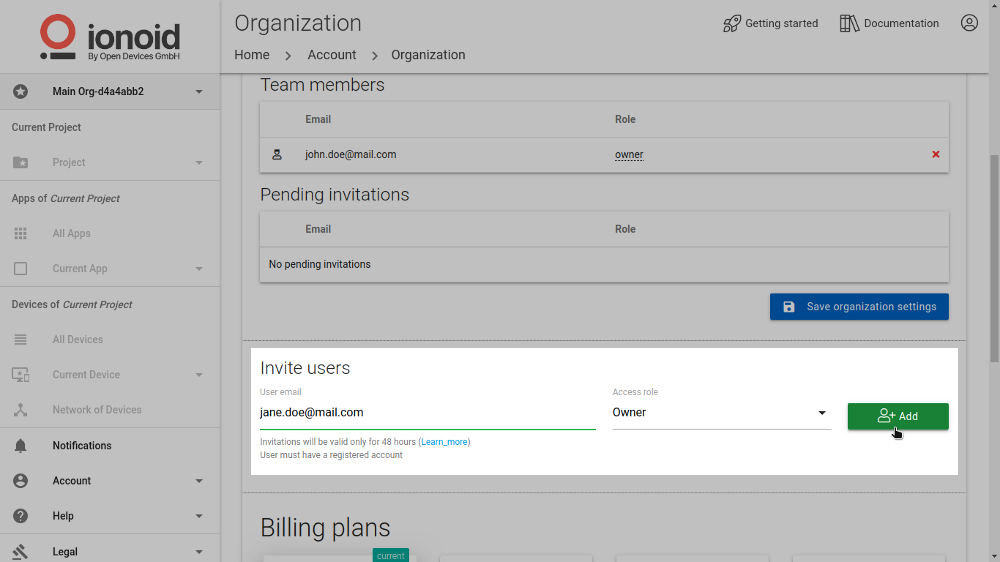 ionoid
By Open Devices GmbH
Main Org-d4a4abb2
Current Project
Project
Apps of Current Project
All Apps
Current App
Devices of Current Project
All Devices
Current Device
Network of Devices
Notifications
Account
Help
Legal
Organization
Getting started
Documentation
Home > Account > Organization
Team members
Email Role
john.doe@mail.com owner
Pending invitations
Email Role
No pending invitations
Save organization settings
Invite users
User email Access role
jane.doe@mail.com Owner
Add
Invitations will be valid only for 48 hours (Learn_more)
User must have a registered account
Billing plans
current